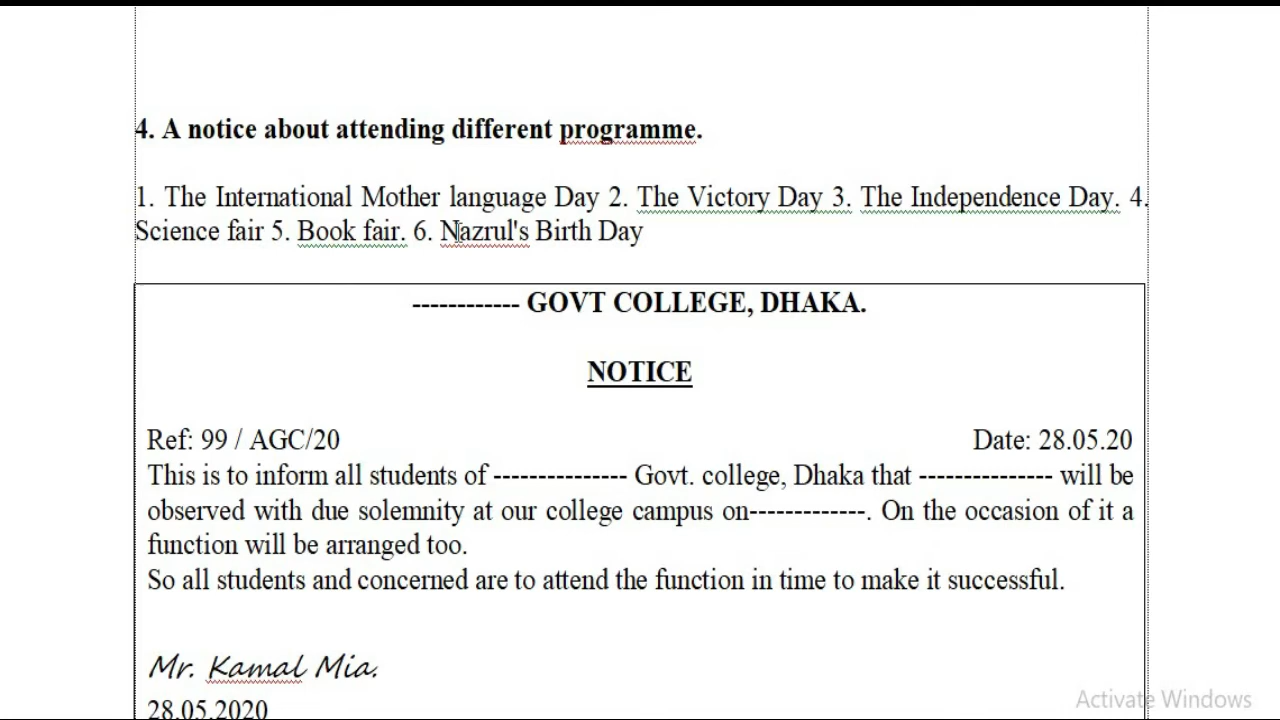 4. A notice about attending different programme.
1. The International Mother language Day 2. The Victory Day 3. The Independence Day. 4.
Science fair 5. Book fair. 6. Nazrul's Birth Day
------------ GOVT COLLEGE, DHAKA.
NOTICE
Ref: 99 / AGC/20 Date: 28.05.20
This is to inform all students of --------------- Govt. college, Dhaka that --------------- will be
observed with due solemnity at our college campus on-------------. On the occasion of it a
function will be arranged too.
So all students and concerned are to attend the function in time to make it successful.
Mr. Kamal Mia.
28.05.2020
Activate Windows